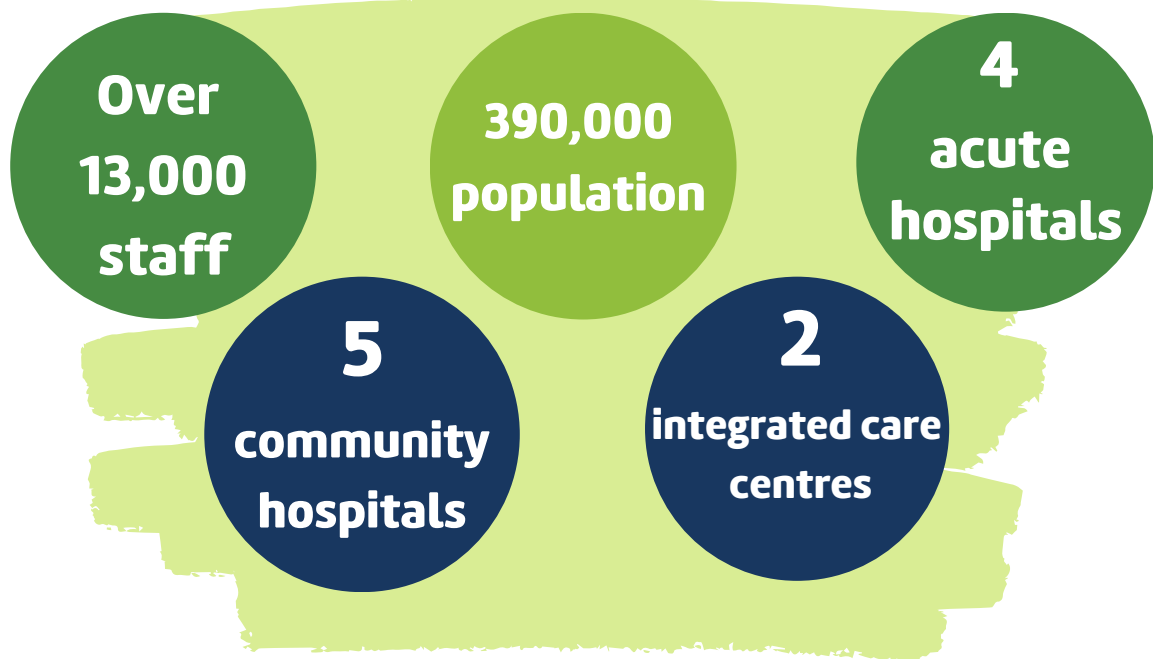 Over
13,000
staff
390,000
population
4
acute
hospitals
5
community
hospitals
2
integrated care
centres